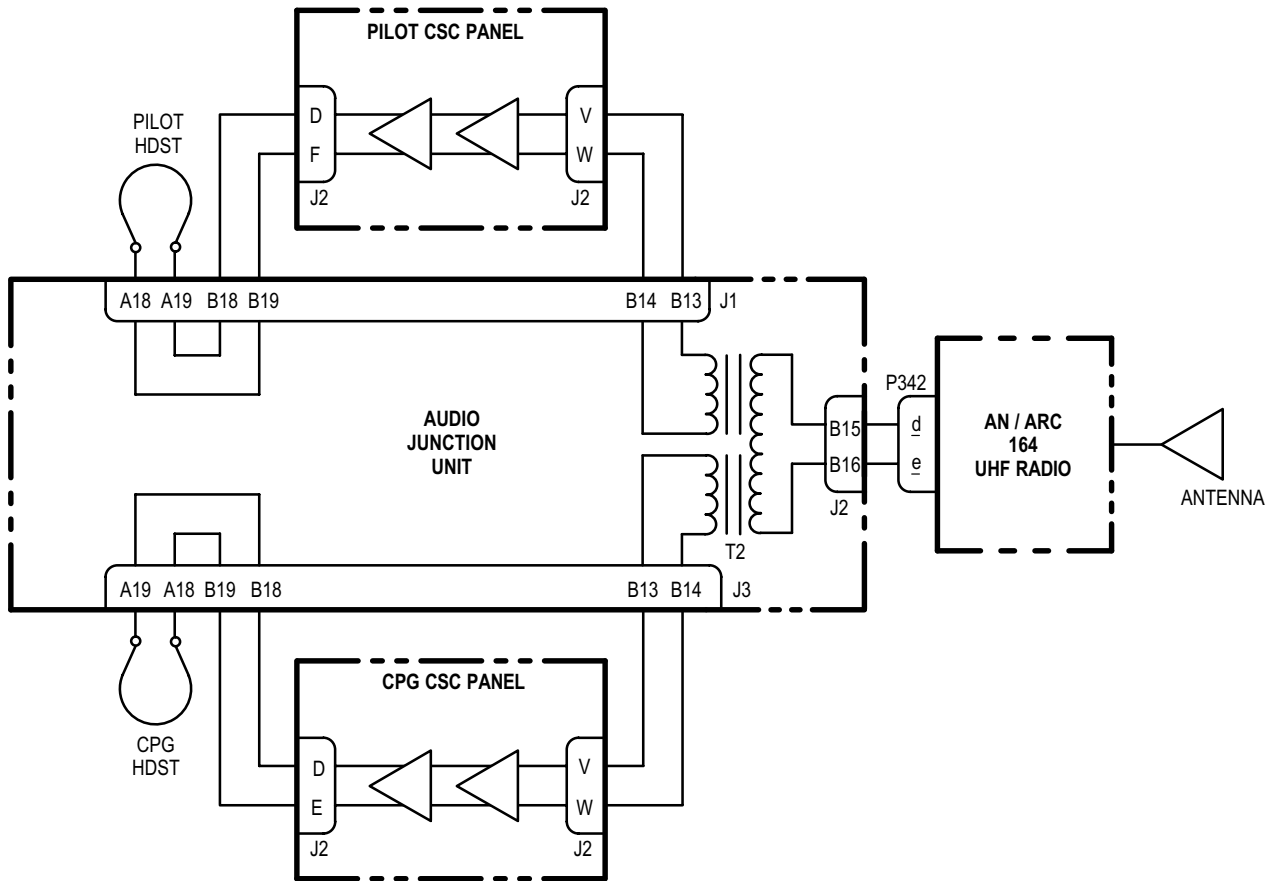 PILOT CSC PANEL
PILOT
HDST
D
F
J2
V
W
J2
A18 A19 B18 B19 B14 B13 J1
AUDIO
JUNCTION
UNIT
T2
B15
B16
J2
P342
d
e
AN / ARC
164
UHF RADIO
ANTENNA
A19 A18 B19 B18 B13 B14 J3
CPG
HDST
CPG CSC PANEL
D
E
J2
V
W
J2